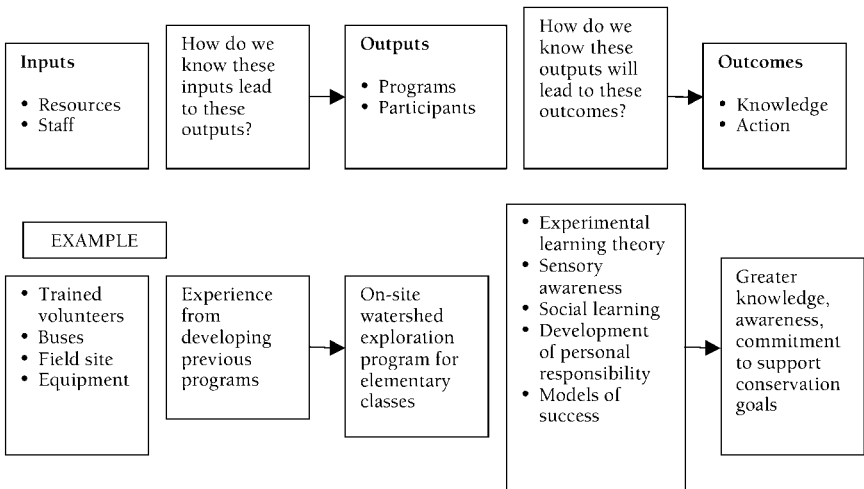 Inputs
• Resources
• Staff
How do we
know these
inputs lead
to these
outputs?
Outputs
• Programs
• Participants
How do we
know these
outputs will
lead to these
outcomes?
Outcomes
• Knowledge
• Action
EXAMPLE
• Trained
volunteers
• Buses
• Field site
• Equipment
Experience
from
developing
previous
programs
On-site
watershed
exploration
program for
elementary
classes
• Experimental
learning theory
• Sensory
awareness
• Social learning
• Development
of personal
responsibility
• Models of
success
Greater
knowledge,
awareness,
commitment
to support
conservation
goals